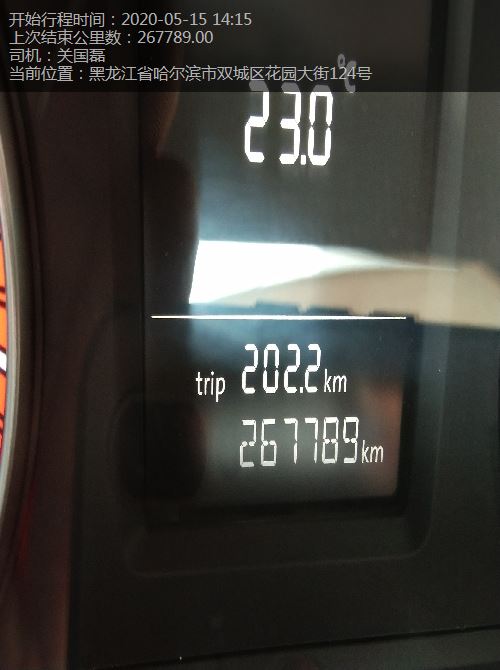 开始行程时间：2020-05-15 14:15
上次结束公里数：267789.00
司机：关国磊
当前位置：黑龙江省哈尔滨市双城区花园大街124号
23.0 ℃
trip 202.2 km
267789 km